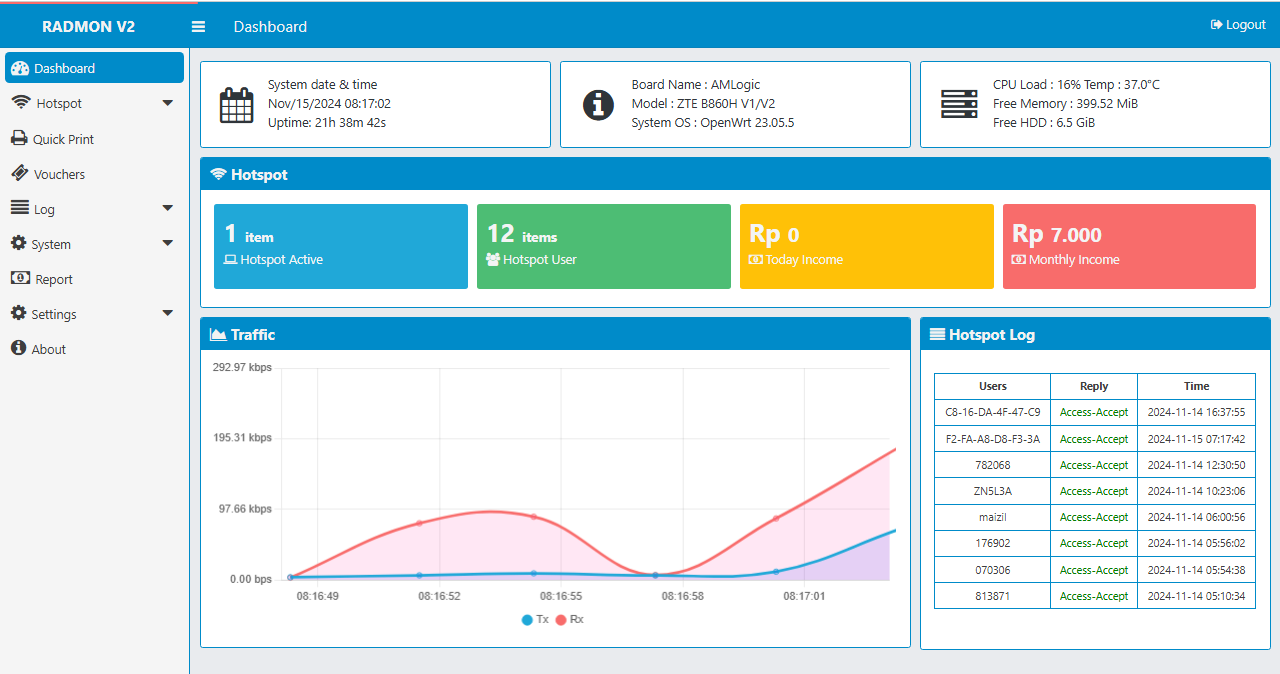 RADMON V2
Dashboard
Logout
Dashboard
Hotspot
Quick Print
Vouchers
Log
System
Report
Settings
About
System date & time
Nov/15/2024 08:17:02
Uptime: 21h 38m 42s
Board Name : AMLogic
Model : ZTE B860H V1/V2
System OS : OpenWrt 23.05.5
CPU Load : 16% Temp : 37.0°C
Free Memory : 399.52 MiB
Free HDD : 6.5 GiB
Hotspot
1 item
Hotspot Active
12 items
Hotspot User
Rp 0
Today Income
Rp 7.000
Monthly Income
Traffic
292.97 kbps
195.31 kbps
97.66 kbps
0.00 bps
08:16:49 08:16:52 08:16:55 08:16:58 08:17:01
Tx Rx
Hotspot Log
Users Reply Time
C8-16-DA-4F-47-C9 Access-Accept 2024-11-14 16:37:55
F2-FA-A8-D8-F3-3A Access-Accept 2024-11-15 07:17:42
782068 Access-Accept 2024-11-14 12:30:50
ZN5L3A Access-Accept 2024-11-14 10:23:06
maizil Access-Accept 2024-11-14 06:00:56
176902 Access-Accept 2024-11-14 05:56:02
070306 Access-Accept 2024-11-14 05:54:38
813871 Access-Accept 2024-11-14 05:10:34